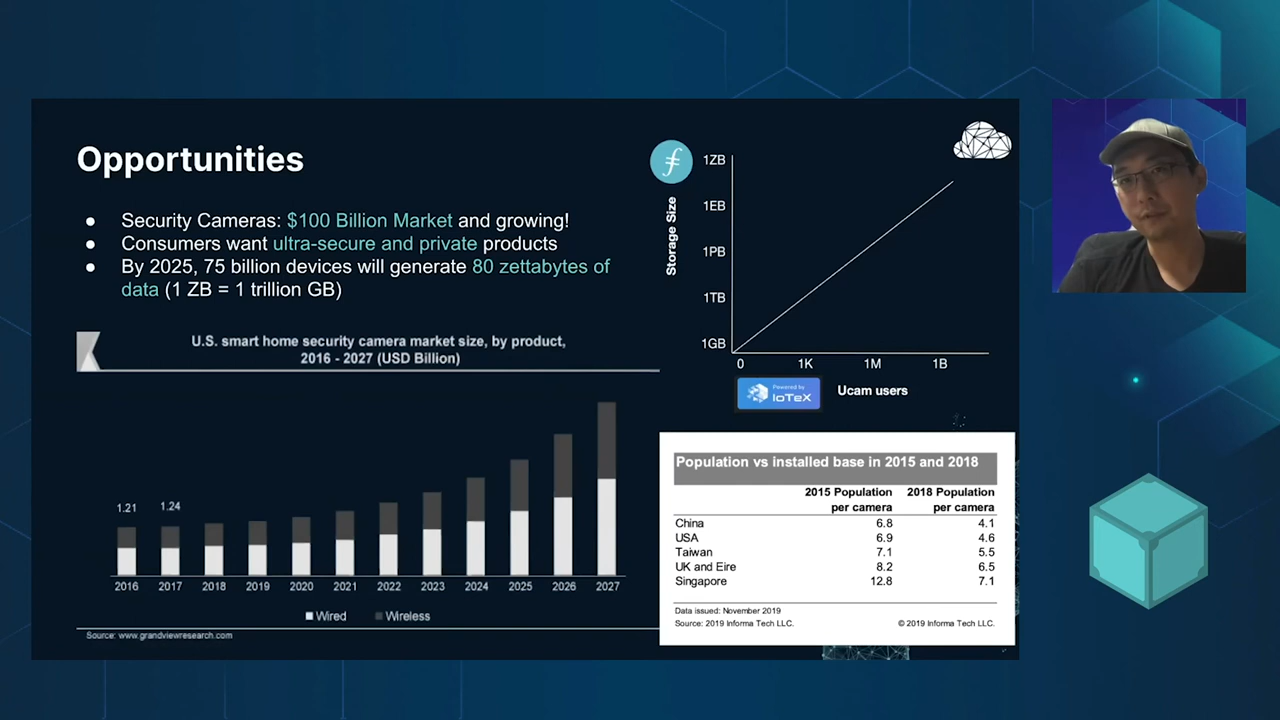 Opportunities
● Security Cameras: $100 Billion Market and growing!
● Consumers want ultra-secure and private products
● By 2025, 75 billion devices will generate 80 zettabytes of
data (1 ZB = 1 trillion GB)
U.S. smart home security camera market size, by product,
2016 - 2027 (USD Billion)
1.21
1.24
2016 2017 2018 2019 2020 2021 2022 2023 2024 2025 2026 2027
Wired Wireless
Source: www.grandviewresearch.com
Storage Size
1ZB
1EB
1PB
1TB
1GB
0 1K 1M 1B
Powered by
IoTeX
Ucam users
Population vs installed base in 2015 and 2018
2015 Population 2018 Population
per camera per camera
China 6.8 4.1
USA 6.9 4.6
Taiwan 7.1 5.5
UK and Eire 8.2 6.5
Singapore 12.8 7.1
Data issued: November 2019
Source: 2019 Informa Tech LLC. © 2019 Informa Tech LLC.